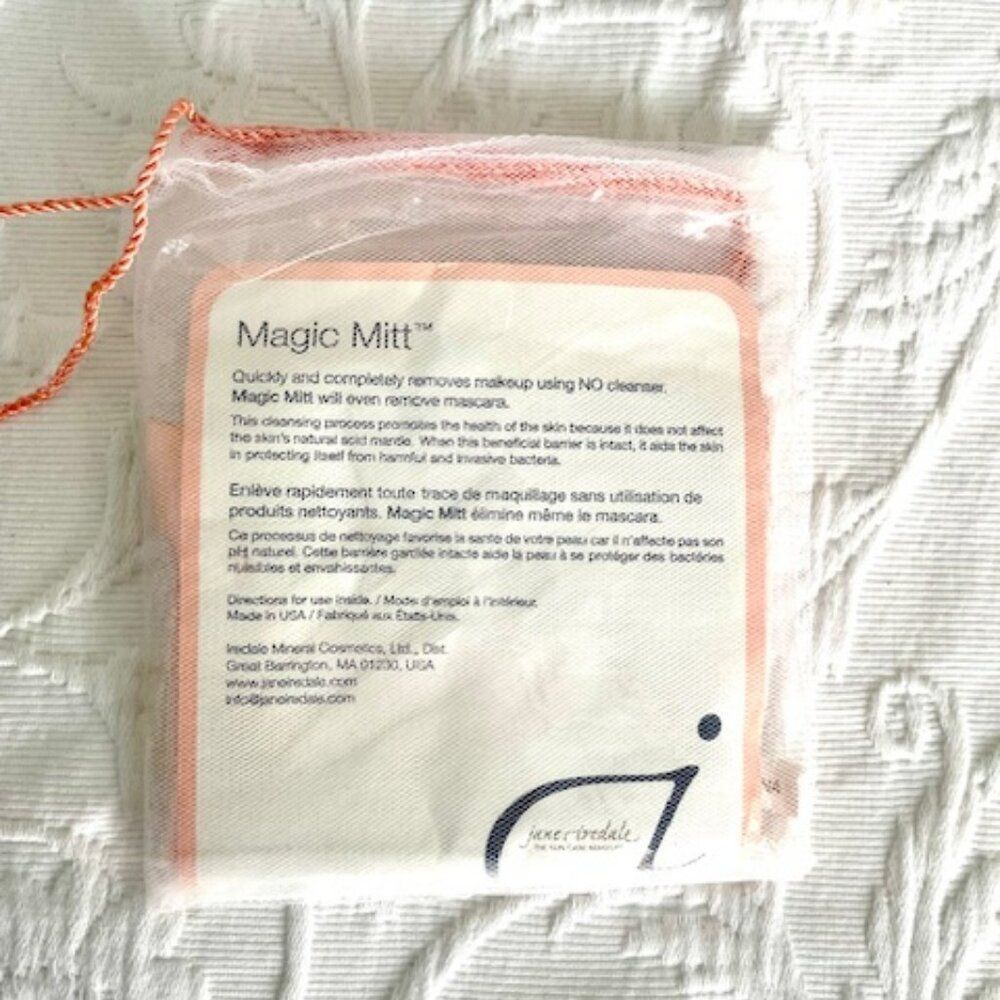 Magic Mitt™
Quickly and completely removes makeup using NO cleanser.
Magic Mitt will even remove mascara.
This cleansing process promotes the health of the skin because it does not affect
the skin's natural acid mantle. When this beneficial barrier is intact, it aids the skin
in protecting itself from harmful and invasive bacteria.
Enlève rapidement toute trace de maquillage sans utilisation de
produits nettoyants. Magic Mitt élimine même le mascara.
Ce processus de nettoyage favorise la santé de votre peau car il n'affecte pas son
pH naturel. Cette barrière gardée intacte aide la peau à se protéger des bactéries
nuisibles et envahissantes.
Directions for use inside. / Mode d'emploi à l'intérieur.
Made in USA / Fabriqué aux États-Unis.
Iredale Mineral Cosmetics, Ltd., Dist.
Great Barrington, MA 01230, USA
www.janeiredale.com
info@janeiredale.com
jane iredale
THE SKIN CARE MAKEUP